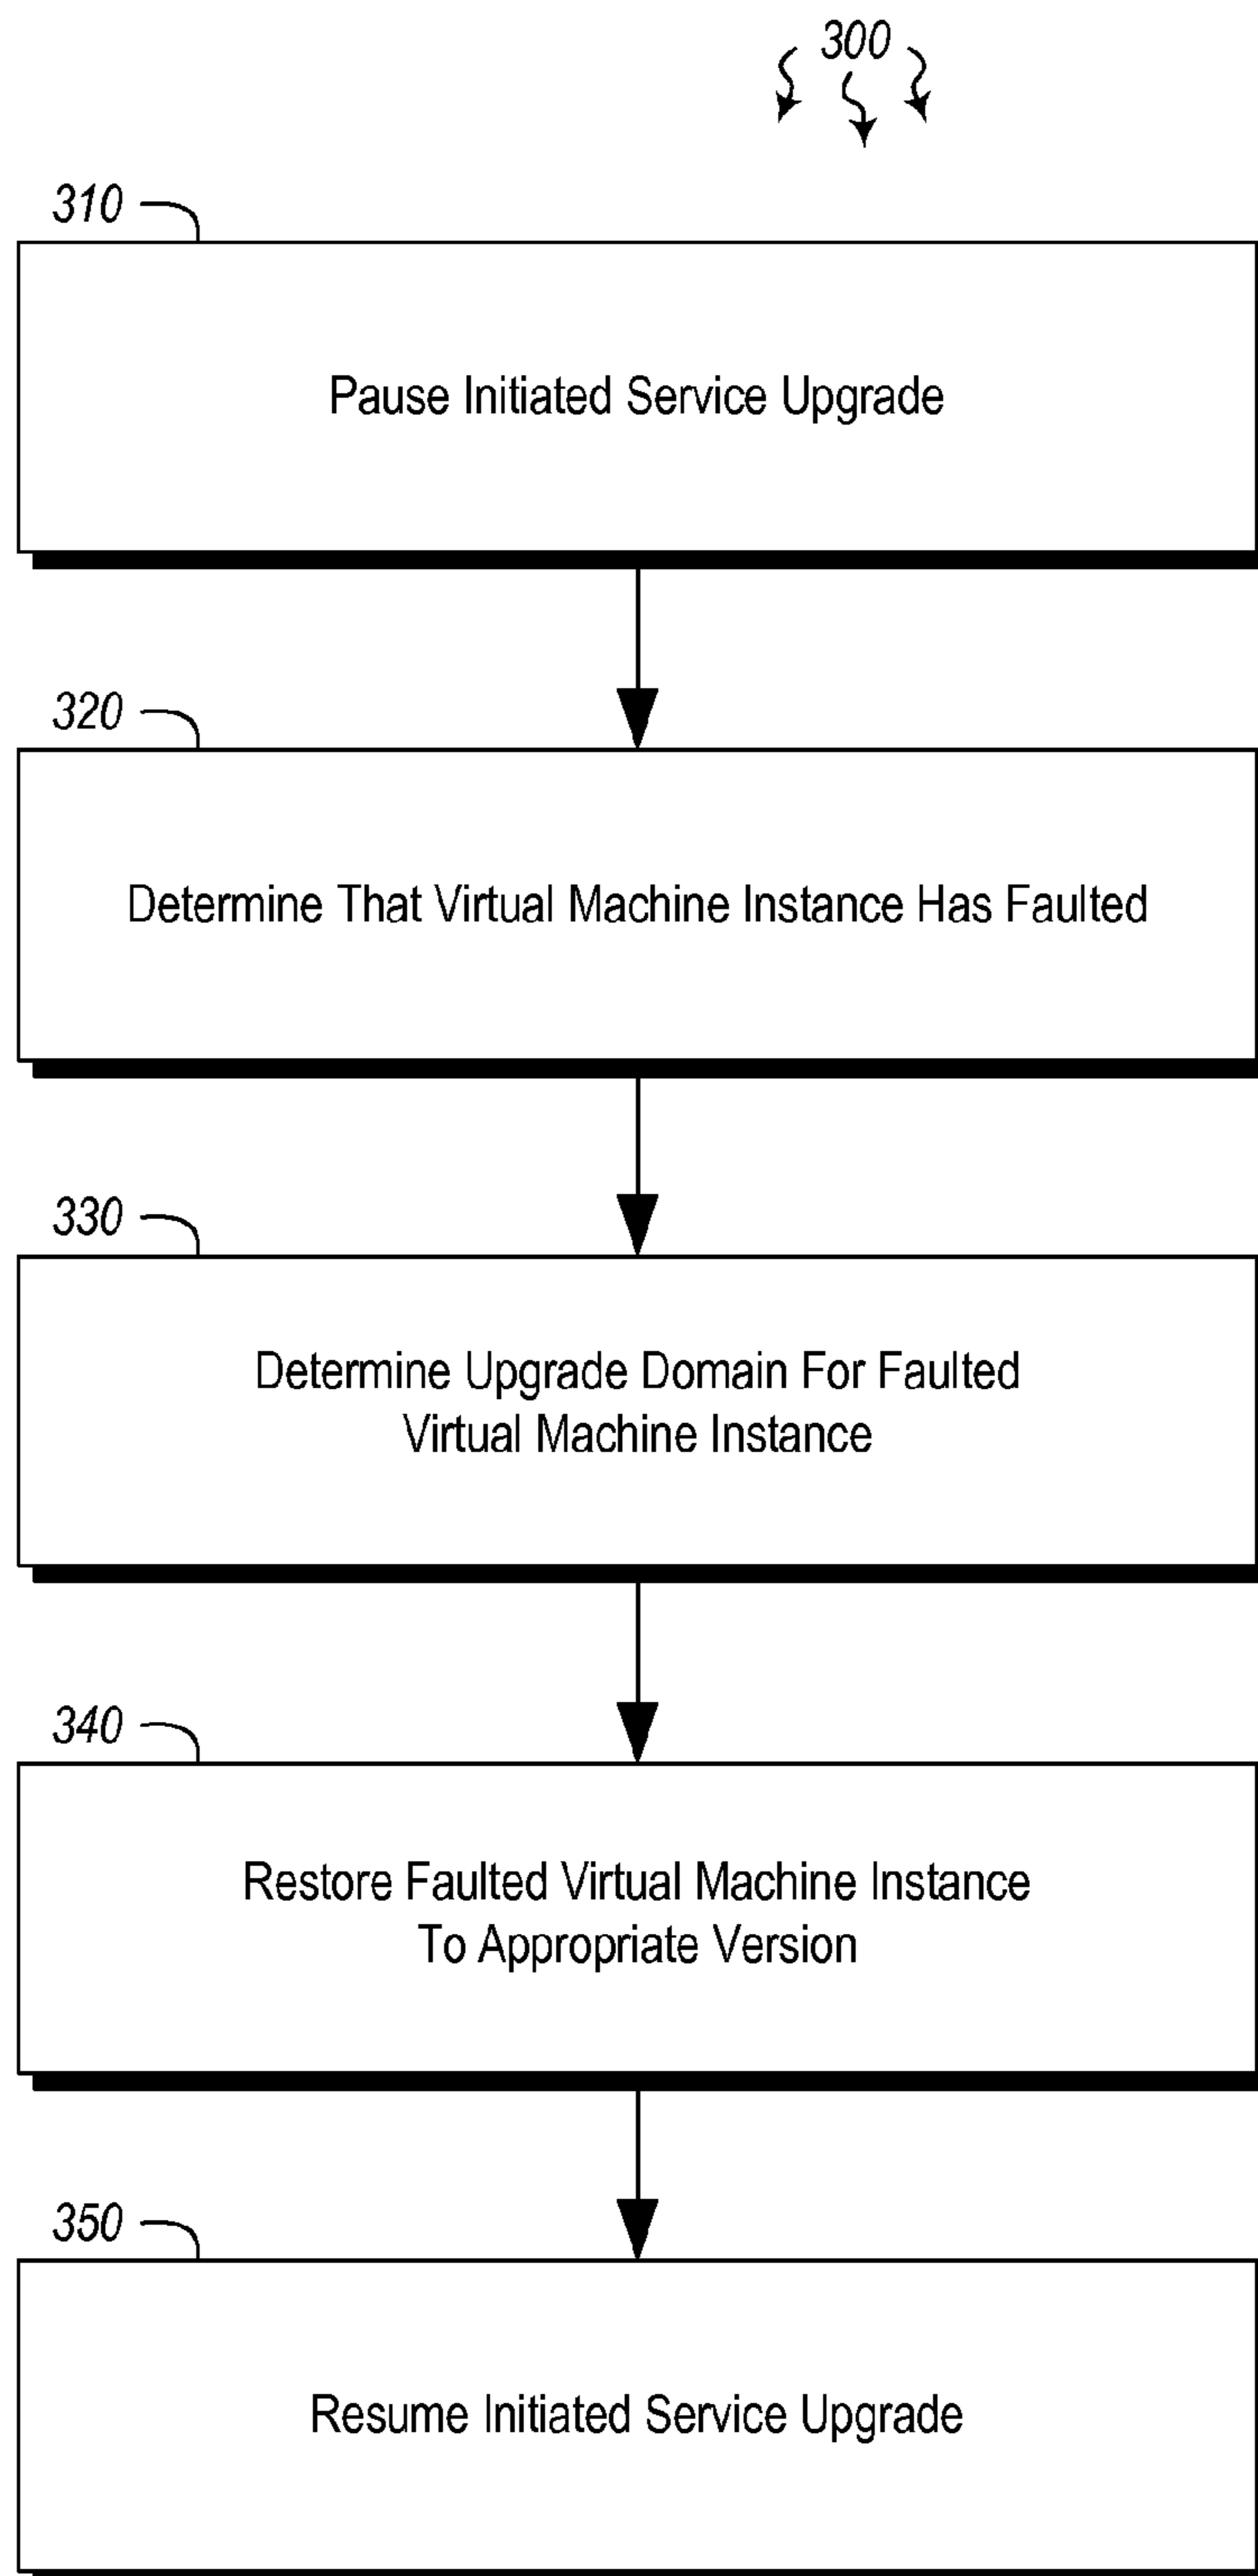 300
310
Pause Initiated Service Upgrade
320
Determine That Virtual Machine Instance Has Faulted
330
Determine Upgrade Domain For Faulted
Virtual Machine Instance
340
Restore Faulted Virtual Machine Instance
To Appropriate Version
350
Resume Initiated Service Upgrade